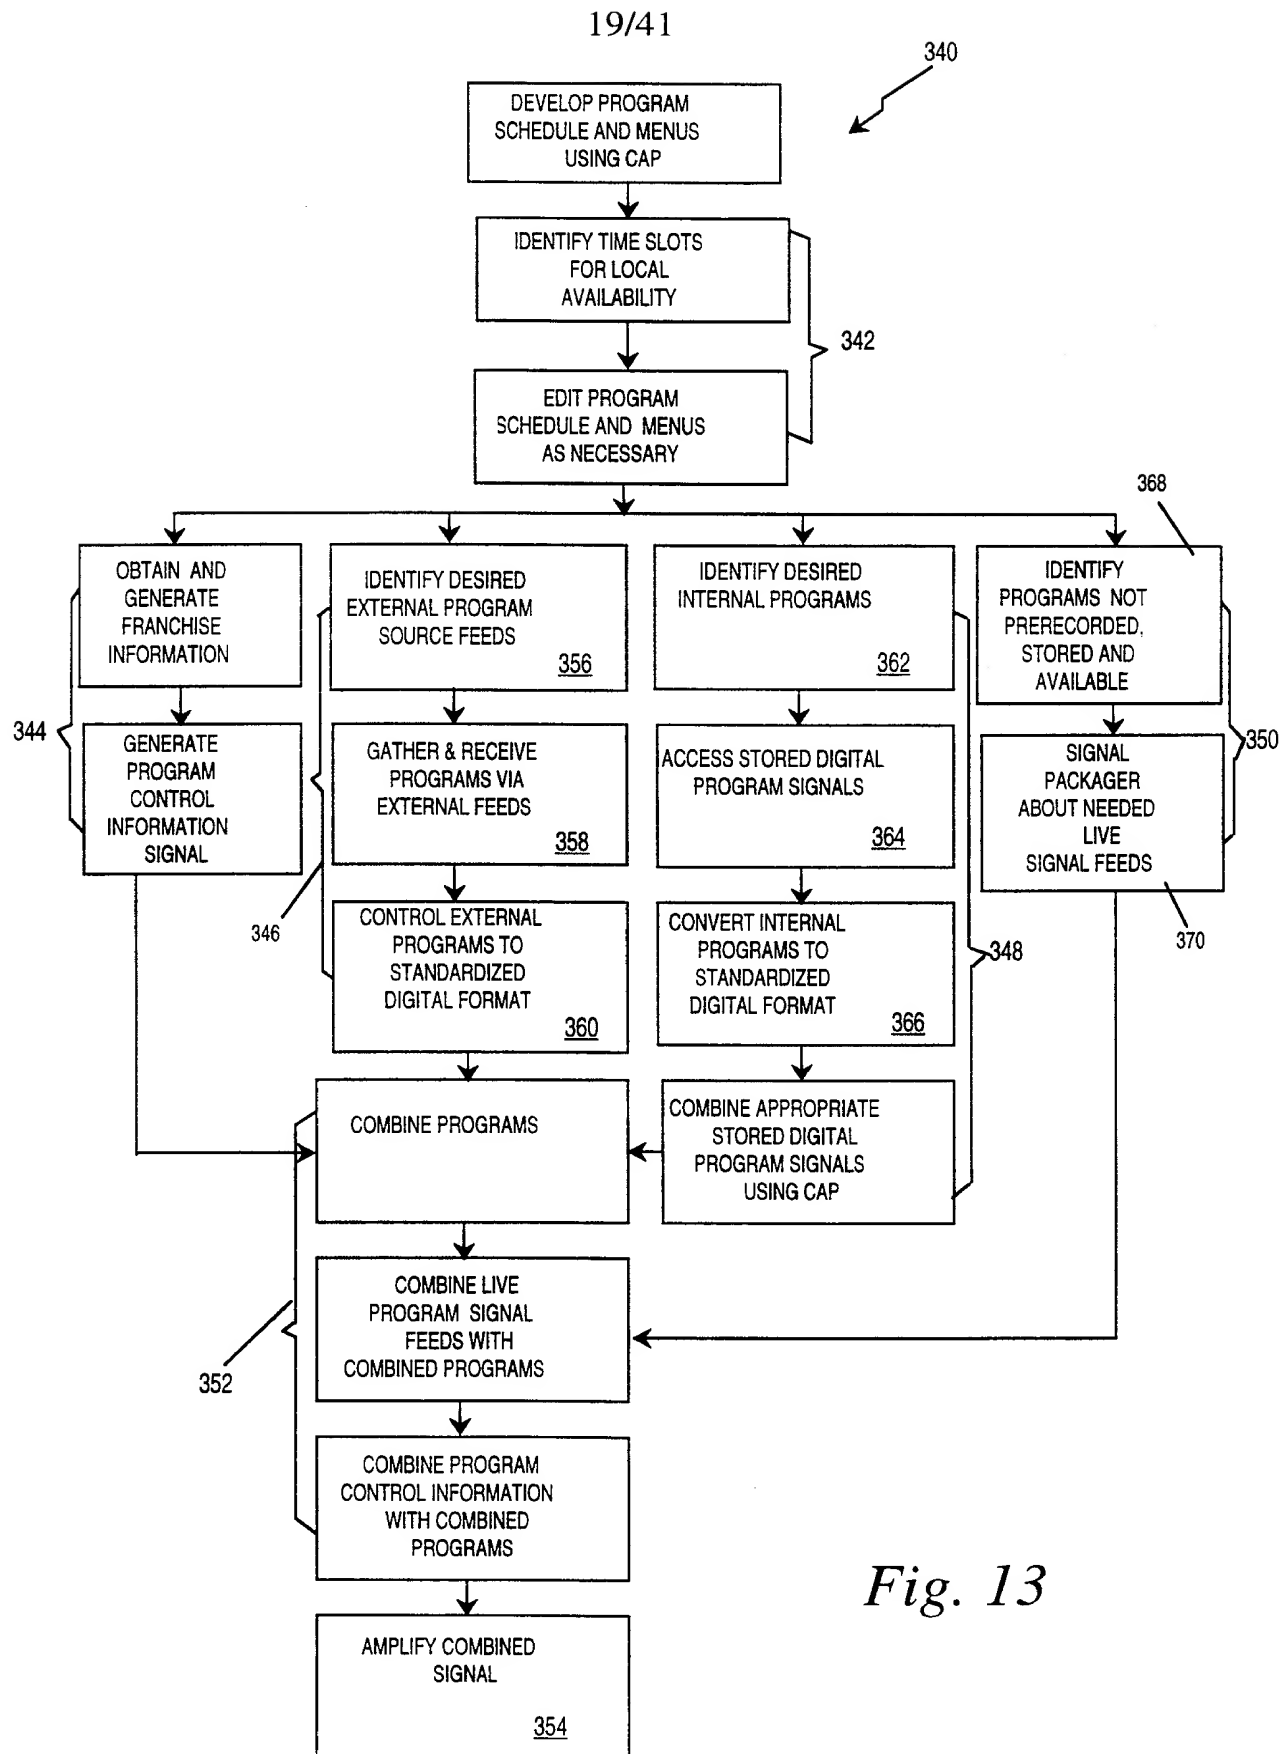 19/41
340
DEVELOP PROGRAM
SCHEDULE AND MENUS
USING CAP
IDENTIFY TIME SLOTS
FOR LOCAL
AVAILABILITY
342
EDIT PROGRAM
SCHEDULE AND MENUS
AS NECESSARY
368
OBTAIN AND
GENERATE
FRANCHISE
INFORMATION
IDENTIFY DESIRED
EXTERNAL PROGRAM
SOURCE FEEDS
356
IDENTIFY DESIRED
INTERNAL PROGRAMS
362
IDENTIFY
PROGRAMS NOT
PRERECORDED,
STORED AND
AVAILABLE
344
GENERATE
PROGRAM
CONTROL
INFORMATION
SIGNAL
GATHER & RECEIVE
PROGRAMS VIA
EXTERNAL FEEDS
358
ACCESS STORED DIGITAL
PROGRAM SIGNALS
364
SIGNAL
PACKAGER
ABOUT NEEDED
LIVE
SIGNAL FEEDS
350
346
CONTROL EXTERNAL
PROGRAMS TO
STANDARDIZED
DIGITAL FORMAT
360
CONVERT INTERNAL
PROGRAMS TO
STANDARDIZED
DIGITAL FORMAT
366
348
370
COMBINE PROGRAMS
COMBINE APPROPRIATE
STORED DIGITAL
PROGRAM SIGNALS
USING CAP
COMBINE LIVE
PROGRAM SIGNAL
FEEDS WITH
COMBINED PROGRAMS
352
COMBINE PROGRAM
CONTROL INFORMATION
WITH COMBINED
PROGRAMS
Fig. 13
AMPLIFY COMBINED
SIGNAL
354